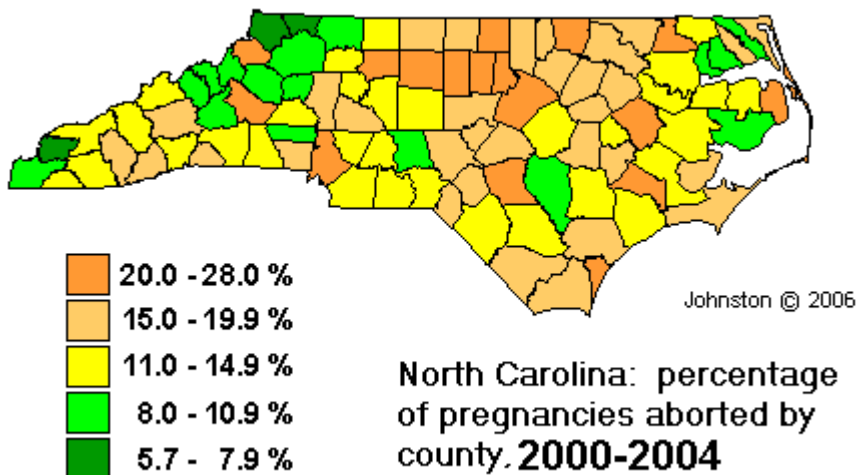 20.0 - 28.0 %
15.0 - 19.9 %
11.0 - 14.9 %
8.0 - 10.9 %
5.7 - 7.9 %
Johnston © 2006
North Carolina: percentage
of pregnancies aborted by
county, 2000-2004